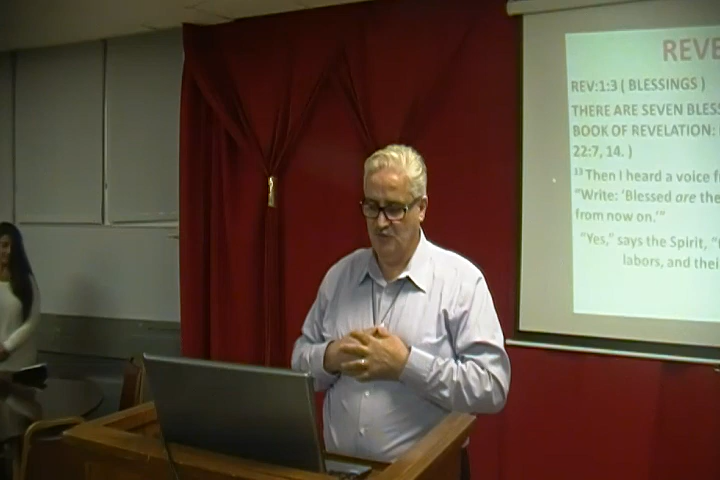 REVE
REV:1:3 ( BLESSINGS )
THERE ARE SEVEN BLESS
BOOK OF REVELATION:
22:7, 14. )
13 Then I heard a voice f
"Write: 'Blessed are the
from now on.'"
"Yes," says the Spirit, "
labors, and thei